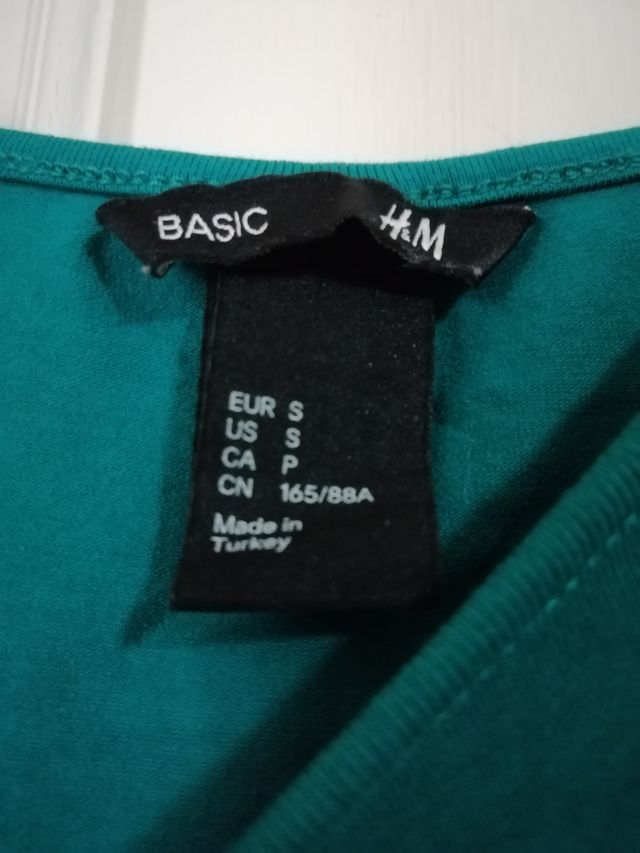 BASIC H&M
EUR S
US S
CA P
CN 165/88A
Made in
Turkey